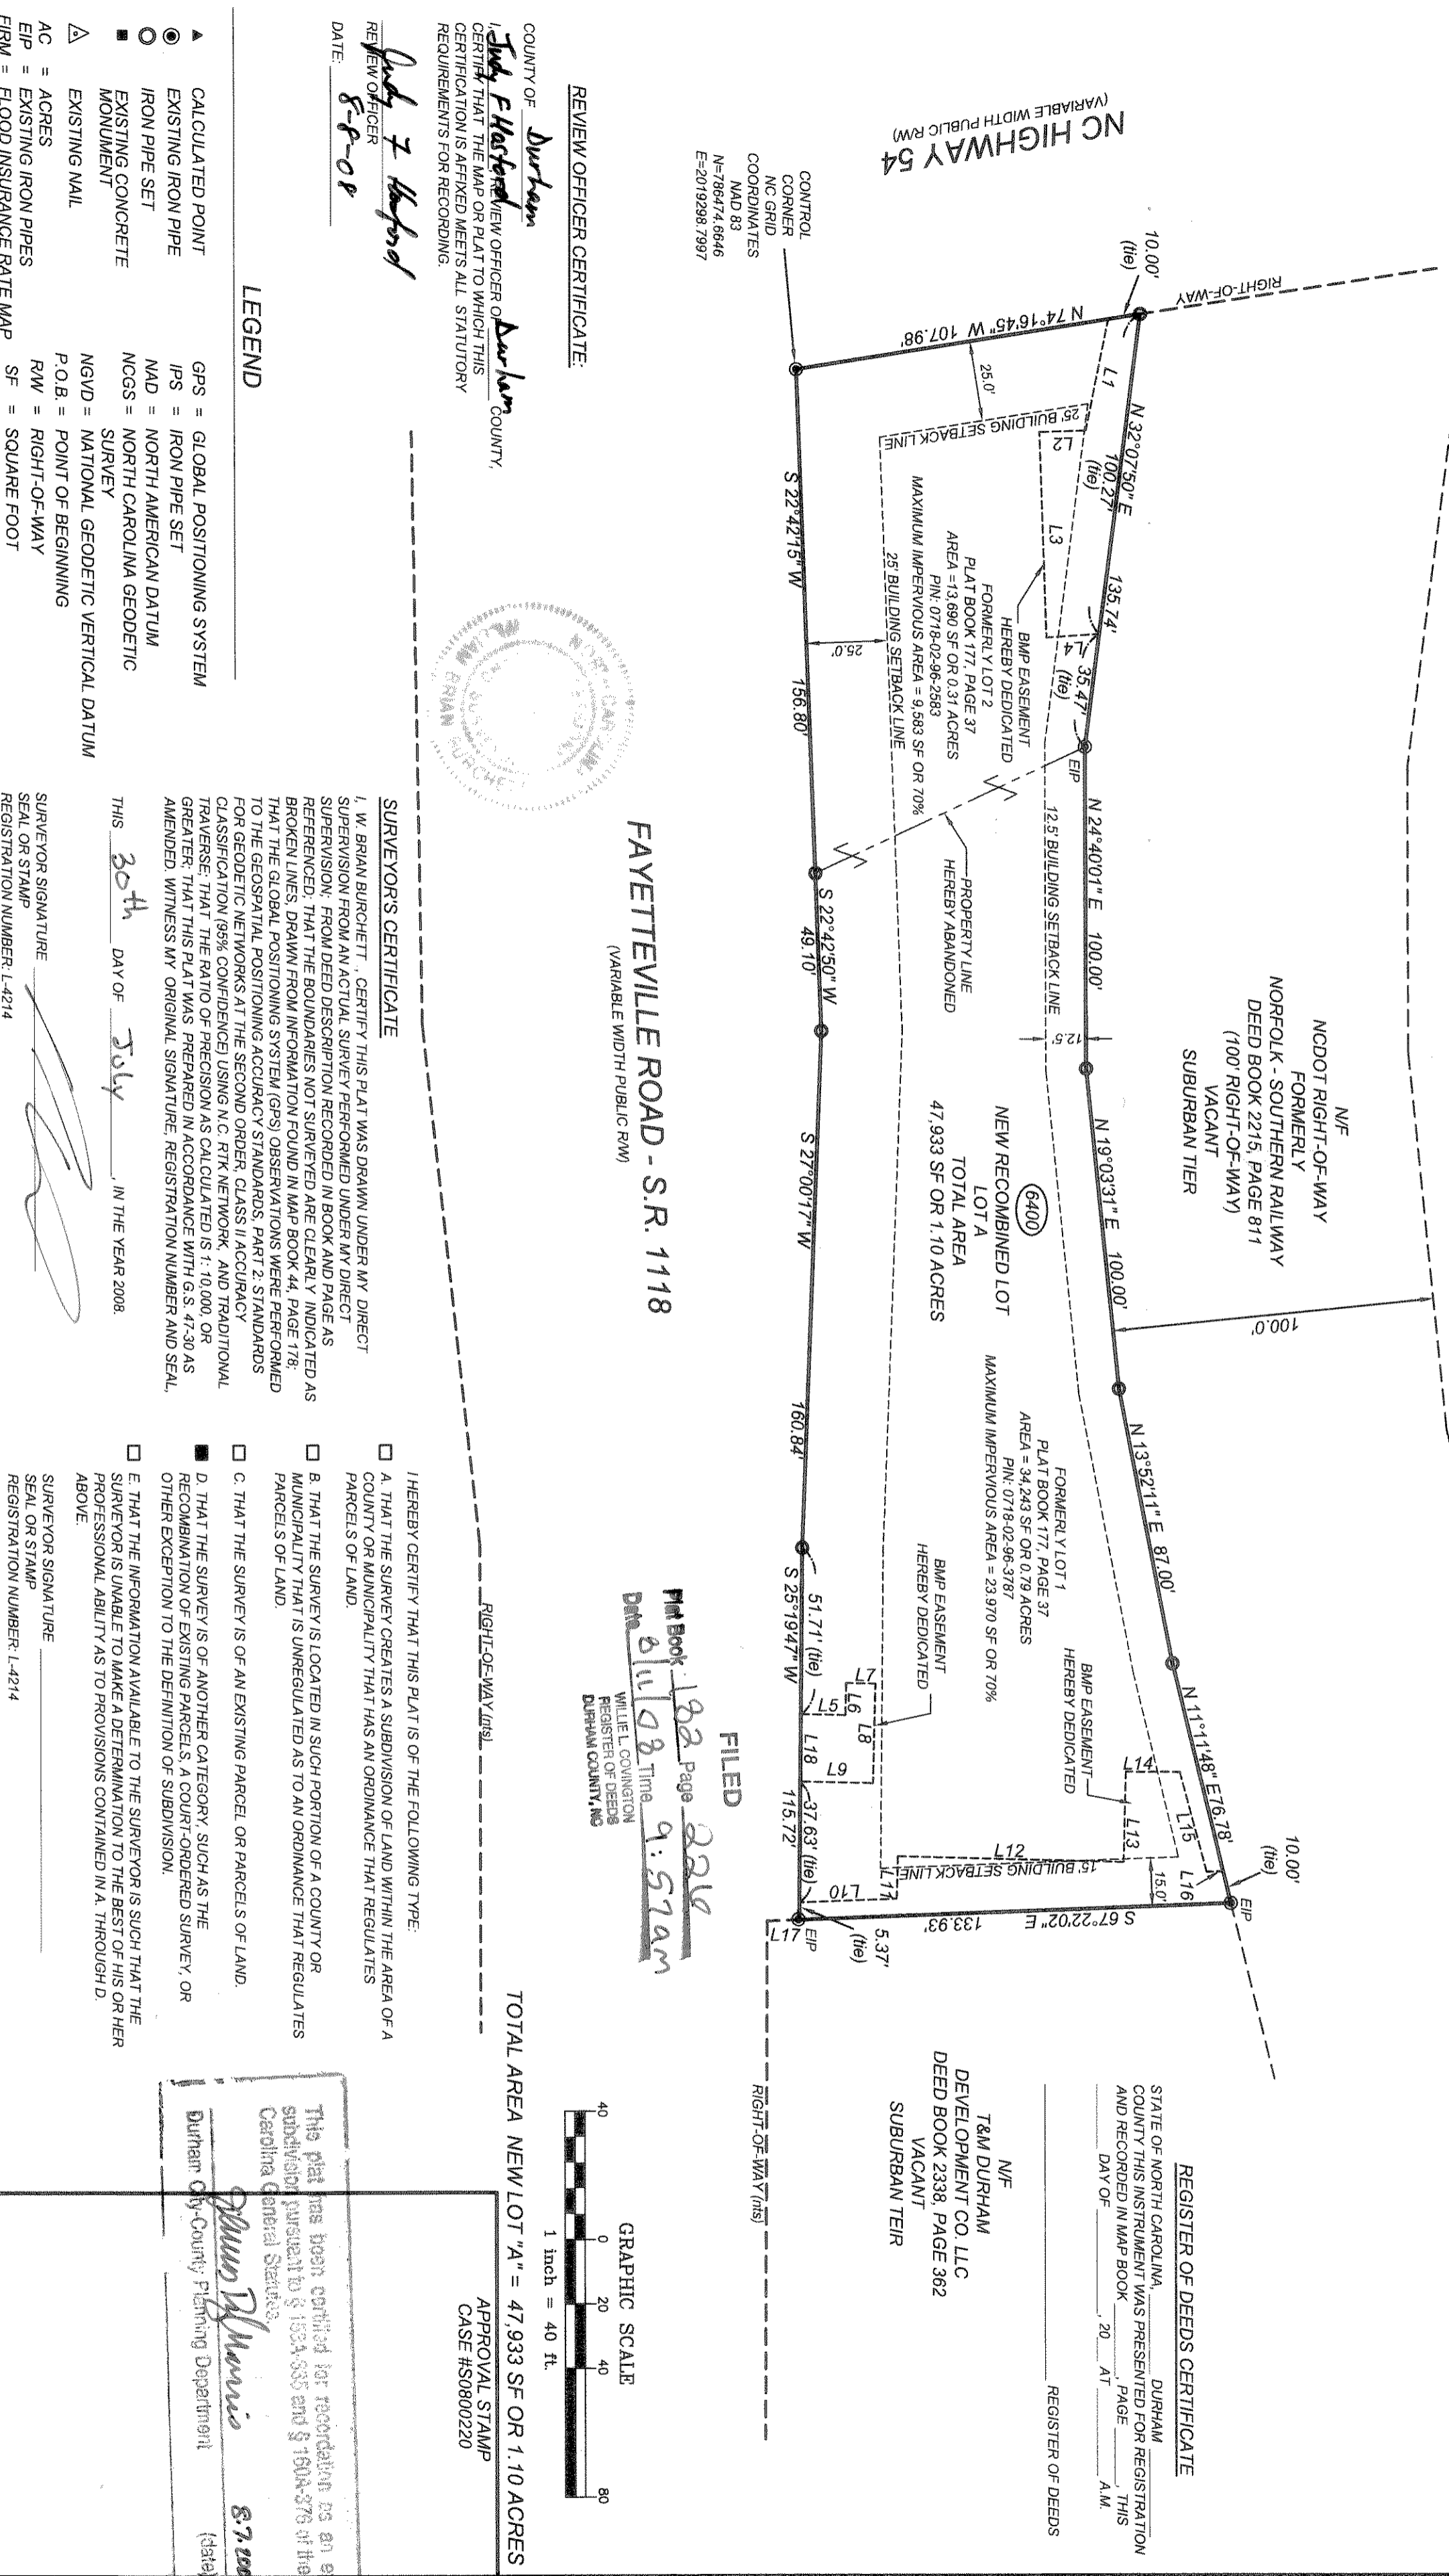 NC HIGHWAY 54
(VARIABLE WIDTH PUBLIC R/W)
RIGHT-OF-WAY
10.00'
(tie)
N 74°16'45" W 107.98'
25.0'
25' BUILDING SETBACK LINE
CONTROL
CORNER
NC GRID
COORDINATES
NAD 83
N=786474.6646
E=2019298.7997
L1
N 32°07'50" E
100.27'
(tie)
135.74'
L2
L3
L4
35.47'
(tie)
EIP
BMP EASEMENT
HEREBY DEDICATED
FORMERLY LOT 2
PLAT BOOK 177, PAGE 37
AREA =13,690 SF OR 0.31 ACRES
PIN: 0718-02-96-2583
MAXIMUM IMPERVIOUS AREA = 9,583 SF OR 70%
25' BUILDING SETBACK LINE
25.0'
S 22°42'15" W
156.80'
N/F
NCDOT RIGHT-OF-WAY
FORMERLY
NORFOLK - SOUTHERN RAILWAY
DEED BOOK 2215, PAGE 811
(100' RIGHT-OF-WAY)
VACANT
SUBURBAN TIER
100.0'
N 24°40'01" E 100.00'
12.5' BUILDING SETBACK LINE
12.5'
PROPERTY LINE
HEREBY ABANDONED
S 22°42'50" W
49.10'
N 19°03'31" E 100.00'
6400
NEW RECOMBINED LOT
LOT A
TOTAL AREA
47,933 SF OR 1.10 ACRES
S 27°00'17" W
160.84'
N 13°52'11" E 87.00'
FORMERLY LOT 1
PLAT BOOK 177, PAGE 37
AREA = 34,243 SF OR 0.79 ACRES
PIN: 0718-02-96-3787
MAXIMUM IMPERVIOUS AREA = 23,970 SF OR 70%
BMP EASEMENT
HEREBY DEDICATED
BMP EASEMENT
HEREBY DEDICATED
N 11°11'48" E 76.78'
10.00'
(tie)
EIP
L14
L15
L13
L16
L12
15' BUILDING SETBACK LINE
15.0'
S 67°22'02" E
133.93'
L7
L6
L5
L8
L9
L18
L10
L11
51.71' (tie)
S 25°19'47" W
37.63' (tie)
115.72'
5.37'
(tie)
EIP
L17
RIGHT-OF-WAY (nts)
N/F
T&M DURHAM
DEVELOPMENT CO. LLC
DEED BOOK 2338, PAGE 362
VACANT
SUBURBAN TEIR
REGISTER OF DEEDS CERTIFICATE
STATE OF NORTH CAROLINA, DURHAM
COUNTY THIS INSTRUMENT WAS PRESENTED FOR REGISTRATION
AND RECORDED IN MAP BOOK , PAGE , THIS
DAY OF , 20 AT A.M.
REGISTER OF DEEDS
FAYETTEVILLE ROAD - S.R. 1118
(VARIABLE WIDTH PUBLIC R/W)
RIGHT-OF-WAY (nts)
FILED
Plat Book 182 Page 226
Date 8/11/08 Time 9:57am
WILLIE L. COVINGTON
REGISTER OF DEEDS
DURHAM COUNTY, NC
GRAPHIC SCALE
40 0 20 40 80
1 inch = 40 ft.
TOTAL AREA NEW LOT "A" = 47,933 SF OR 1.10 ACRES
REVIEW OFFICER CERTIFICATE:
COUNTY OF Durham
I, Judy F Hasford REVIEW OFFICER OF Durham COUNTY,
CERTIFY THAT THE MAP OR PLAT TO WHICH THIS
CERTIFICATION IS AFFIXED MEETS ALL STATUTORY
REQUIREMENTS FOR RECORDING.
Judy F Hasford
REVIEW OFFICER
DATE: 8-8-08
LEGEND
CALCULATED POINT
EXISTING IRON PIPE
IRON PIPE SET
EXISTING CONCRETE
MONUMENT
EXISTING NAIL
AC = ACRES
EIP = EXISTING IRON PIPES
FIRM = FLOOD INSURANCE RATE MAP
GPS = GLOBAL POSITIONING SYSTEM
IPS = IRON PIPE SET
NAD = NORTH AMERICAN DATUM
NCGS = NORTH CAROLINA GEODETIC
SURVEY
NGVD = NATIONAL GEODETIC VERTICAL DATUM
P.O.B. = POINT OF BEGINNING
R/W = RIGHT-OF-WAY
SF = SQUARE FOOT
SURVEYOR'S CERTIFICATE
I, W. BRIAN BURCHETT ., CERTIFY THIS PLAT WAS DRAWN UNDER MY DIRECT
SUPERVISION FROM AN ACTUAL SURVEY PERFORMED UNDER MY DIRECT
SUPERVISION; FROM DEED DESCRIPTION RECORDED IN BOOK AND PAGE AS
REFERENCED; THAT THE BOUNDARIES NOT SURVEYED ARE CLEARLY INDICATED AS
BROKEN LINES, DRAWN FROM INFORMATION FOUND IN MAP BOOK 44, PAGE 178;
THAT THE GLOBAL POSITIONING SYSTEM (GPS) OBSERVATIONS WERE PERFORMED
TO THE GEOSPATIAL POSITIONING ACCURACY STANDARDS, PART 2: STANDARDS
FOR GEODETIC NETWORKS AT THE SECOND ORDER, CLASS II ACCURACY
CLASSIFICATION (95% CONFIDENCE) USING N.C. RTK NETWORK, AND TRADITIONAL
TRAVERSE; THAT THE RATIO OF PRECISION AS CALCULATED IS 1: 10,000, OR
GREATER; THAT THIS PLAT WAS PREPARED IN ACCORDANCE WITH G.S. 47-30 AS
AMENDED. WITNESS MY ORIGINAL SIGNATURE, REGISTRATION NUMBER AND SEAL,
THIS 30th DAY OF July , IN THE YEAR 2008.
SURVEYOR SIGNATURE
SEAL OR STAMP
REGISTRATION NUMBER: L-4214
I HEREBY CERTIFY THAT THIS PLAT IS OF THE FOLLOWING TYPE:
A. THAT THE SURVEY CREATES A SUBDIVISION OF LAND WITHIN THE AREA OF A
COUNTY OR MUNICIPALITY THAT HAS AN ORDINANCE THAT REGULATES
PARCELS OF LAND.
B. THAT THE SURVEY IS LOCATED IN SUCH PORTION OF A COUNTY OR
MUNICIPALITY THAT IS UNREGULATED AS TO AN ORDINANCE THAT REGULATES
PARCELS OF LAND.
C. THAT THE SURVEY IS OF AN EXISTING PARCEL OR PARCELS OF LAND.
D. THAT THE SURVEY IS OF ANOTHER CATEGORY, SUCH AS THE
RECOMBINATION OF EXISTING PARCELS, A COURT-ORDERED SURVEY, OR
OTHER EXCEPTION TO THE DEFINITION OF SUBDIVISION.
E. THAT THE INFORMATION AVAILABLE TO THE SURVEYOR IS SUCH THAT THE
SURVEYOR IS UNABLE TO MAKE A DETERMINATION TO THE BEST OF HIS OR HER
PROFESSIONAL ABILITY AS TO PROVISIONS CONTAINED IN A. THROUGH D.
ABOVE.
SURVEYOR SIGNATURE
SEAL OR STAMP
REGISTRATION NUMBER: L-4214
APPROVAL STAMP
CASE #S0800220
This plat has been certified for recordation as an
subdivision pursuant to § 153A-335 and § 160A-376 of the
Carolina General Statutes.
8.7.200
Durham City-County Planning Department (date)